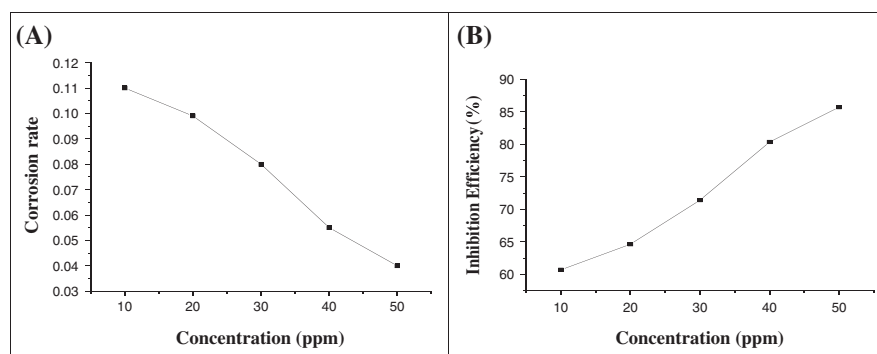 (A)
0.12
0.11
0.10
0.09
0.08
0.07
0.06
0.05
0.04
0.03
Corrosion rate
10 20 30 40 50
Concentration (ppm)
(B)
90
85
80
75
70
65
60
Inhibition Efficiency (%)
10 20 30 40 50
Concentration (ppm)